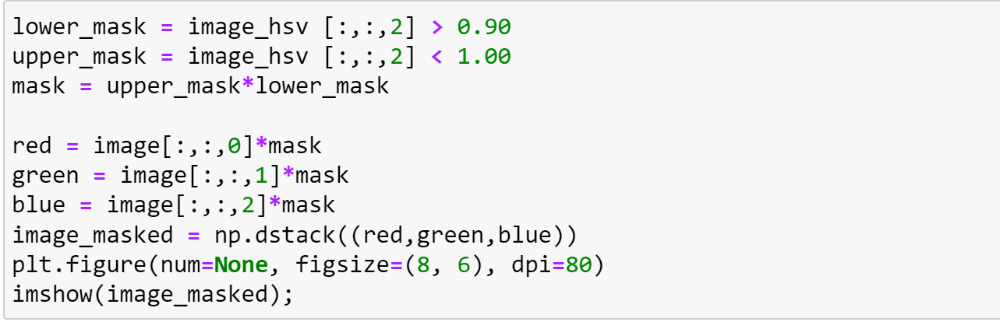 lower_mask = image_hsv [:,:,2] > 0.90
upper_mask = image_hsv [:,:,2] < 1.00
mask = upper_mask*lower_mask
red = image[:,:,0]*mask
green = image[:,:,1]*mask
blue = image[:,:,2]*mask
image_masked = np.dstack((red,green,blue))
plt.figure(num=None, figsize=(8, 6), dpi=80)
imshow(image_masked);